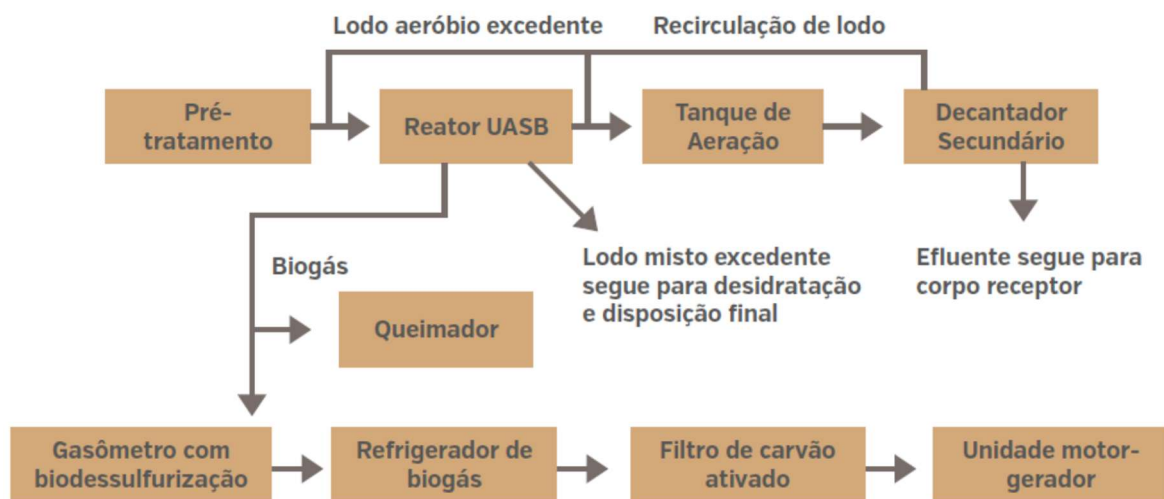 Lodo aeróbio excedente
Recirculação de lodo
Pré-
tratamento
Reator UASB
Tanque de
Aeração
Decantador
Secundário
Biogás
Lodo misto excedente
segue para desidratação
e disposição final
Efluente segue para
corpo receptor
Queimador
Gasômetro com
biodessulfurização
Refrigerador de
biogás
Filtro de carvão
ativado
Unidade motor-
gerador